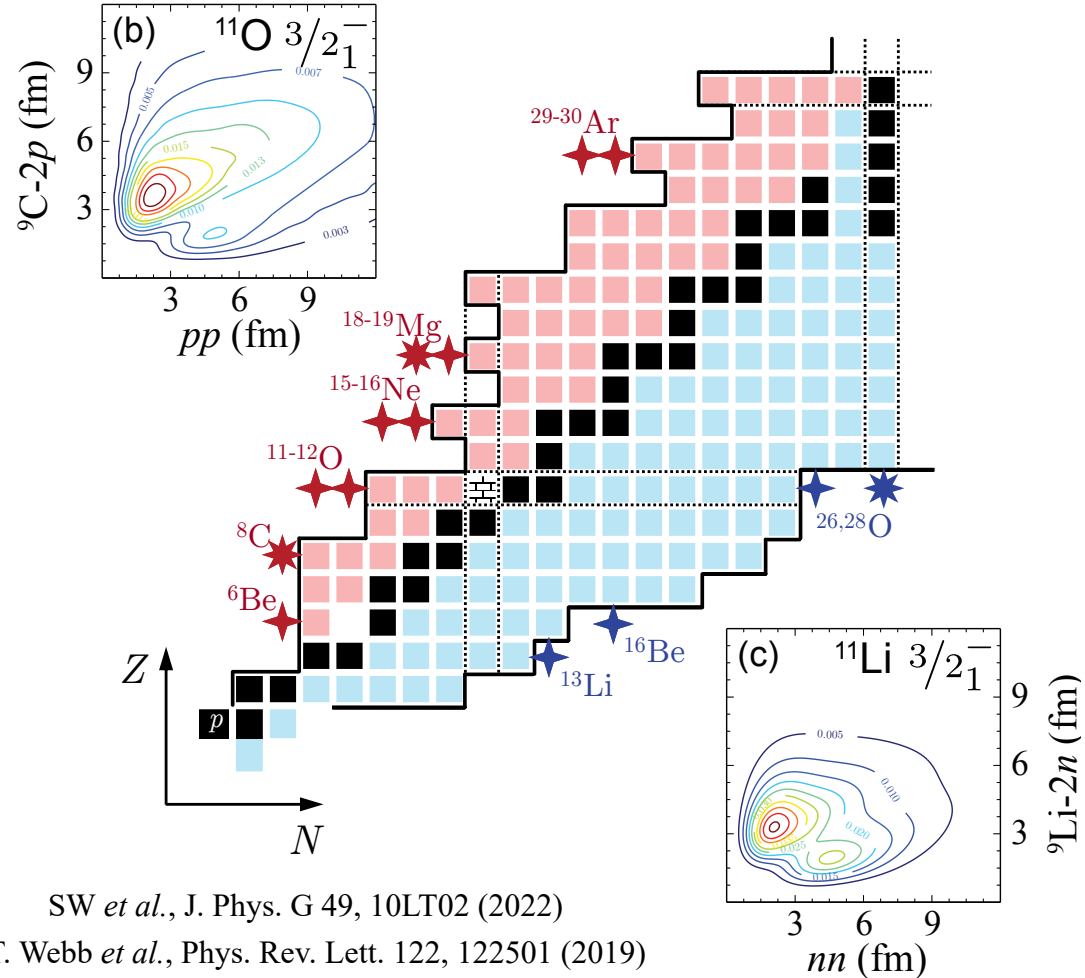 (b) ¹¹O 3/2₁⁻
⁹C-2p (fm)
9
6
3
0.005
0.007
0.015
0.013
0.010
0.003
3 6 9
pp (fm)
²⁹⁻³⁰Ar
¹⁸⁻¹⁹Mg
¹⁵⁻¹⁶Ne
¹¹⁻¹²O
⁸C
⁶Be
²⁶,²⁸O
¹⁶Be
¹³Li
Z
p
N
(c) ¹¹Li 3/2₁⁻
⁹Li-2n (fm)
9
6
3
0.005
0.010
0.020
0.025
0.015
3 6 9
nn (fm)
SW et al., J. Phys. G 49, 10LT02 (2022)
T. Webb et al., Phys. Rev. Lett. 122, 122501 (2019)